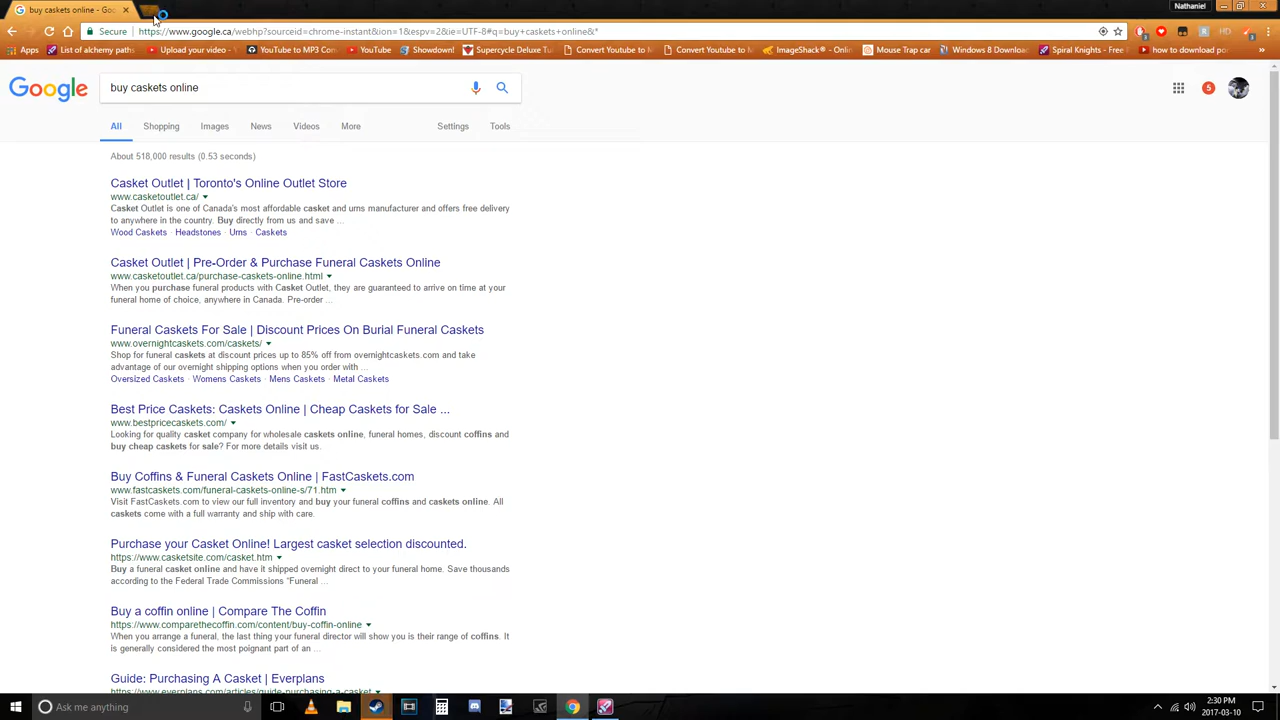 buy caskets online - Goo
Nathaniel
Secure
https://www.google.ca/webhp?sourceid=chrome-instant&ion=1&espv=2&ie=UTF-8#q=buy+caskets+online&*
Apps
List of alchemy paths
Upload your video -
YouTube to MP3 Con
YouTube
Showdown!
Supercycle Deluxe Tu
Convert Youtube to M
Convert Youtube to M
ImageShack® - Onlin
Mouse Trap car
Windows 8 Downloa
Spiral Knights - Free
how to download por
Google
buy caskets online
5
All
Shopping
Images
News
Videos
More
Settings
Tools
About 518,000 results (0.53 seconds)
Casket Outlet | Toronto's Online Outlet Store
www.casketoutlet.ca/
Casket Outlet is one of Canada's most affordable casket and urns manufacturer and offers free delivery
to anywhere in the country. Buy directly from us and save ...
Wood Caskets · Headstones · Urns · Caskets
Casket Outlet | Pre-Order & Purchase Funeral Caskets Online
www.casketoutlet.ca/purchase-caskets-online.html
When you purchase funeral products with Casket Outlet, they are guaranteed to arrive on time at your
funeral home of choice, anywhere in Canada. Pre-order ...
Funeral Caskets For Sale | Discount Prices On Burial Funeral Caskets
www.overnightcaskets.com/caskets/
Shop for funeral caskets at discount prices up to 85% off from overnightcaskets.com and take
advantage of our overnight shipping options when you order with ...
Oversized Caskets · Womens Caskets · Mens Caskets · Metal Caskets
Best Price Caskets: Caskets Online | Cheap Caskets for Sale ...
www.bestpricecaskets.com/
Looking for quality casket company for wholesale caskets online, funeral homes, discount coffins and
buy cheap caskets for sale? For more details visit us.
Buy Coffins & Funeral Caskets Online | FastCaskets.com
www.fastcaskets.com/funeral-caskets-online-s/71.htm
Visit FastCaskets.com to view our full inventory and buy your funeral coffins and caskets online. All
caskets come with a full warranty and ship with care.
Purchase your Casket Online! Largest casket selection discounted.
https://www.casketsite.com/casket.htm
Buy a funeral casket online and have it shipped overnight direct to your funeral home. Save thousands
according to the Federal Trade Commissions "Funeral ...
Buy a coffin online | Compare The Coffin
https://www.comparethecoffin.com/content/buy-coffin-online
When you arrange a funeral, the last thing your funeral director will show you is their range of coffins. It
is generally considered the most poignant part of an ...
Guide: Purchasing a Casket | Everplans
https://www.everplans.com/articles/guide-purchasing-a-casket
Ask me anything
2:30 PM
2017-03-10